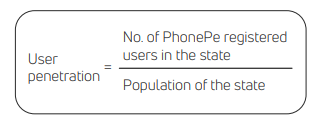 No. of PhonePe registered
users in the state
User
penetration =
Population of the state